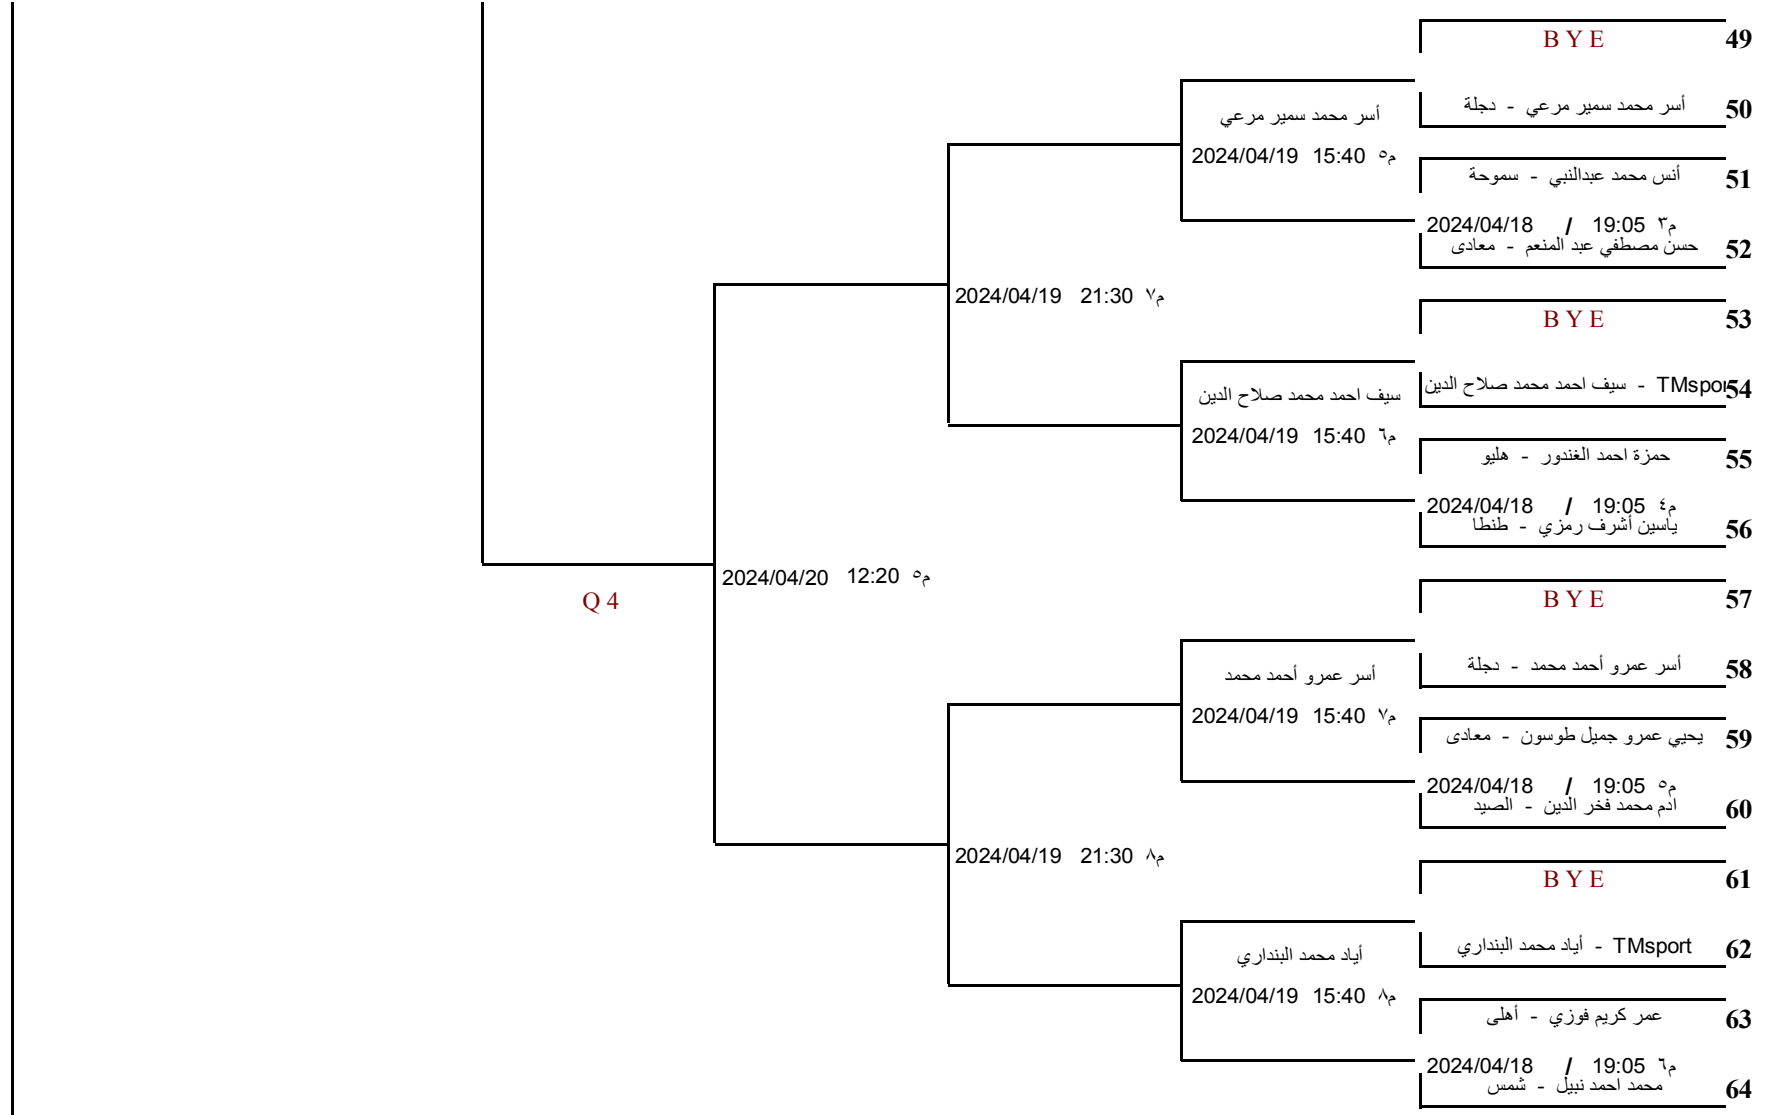 49 B Y E
50 أسر محمد سمير مرعي - دجلة
أسر محمد سمير مرعي
2024/04/19 15:40 م٥
51 أنس محمد عبدالنبي - سموحة
2024/04/18 / 19:05 م٣
52 حسن مصطفي عبد المنعم - معادى
2024/04/19 21:30 م٧
53 B Y E
54 سيف احمد محمد صلاح الدين - TMspor
سيف احمد محمد صلاح الدين
2024/04/19 15:40 م٦
55 حمزة احمد الغندور - هليو
2024/04/18 / 19:05 م٤
56 ياسين أشرف رمزي - طنطا
2024/04/20 12:20 م٥
Q 4
57 B Y E
58 أسر عمرو أحمد محمد - دجلة
أسر عمرو أحمد محمد
2024/04/19 15:40 م٧
59 يحيي عمرو جميل طوسون - معادى
2024/04/18 / 19:05 م٥
60 ادم محمد فخر الدين - الصيد
2024/04/19 21:30 م٨
61 B Y E
62 أياد محمد البنداري - TMsport
أياد محمد البنداري
2024/04/19 15:40 م٨
63 عمر كريم فوزي - أهلى
2024/04/18 / 19:05 م٦
64 محمد احمد نبيل - شمس